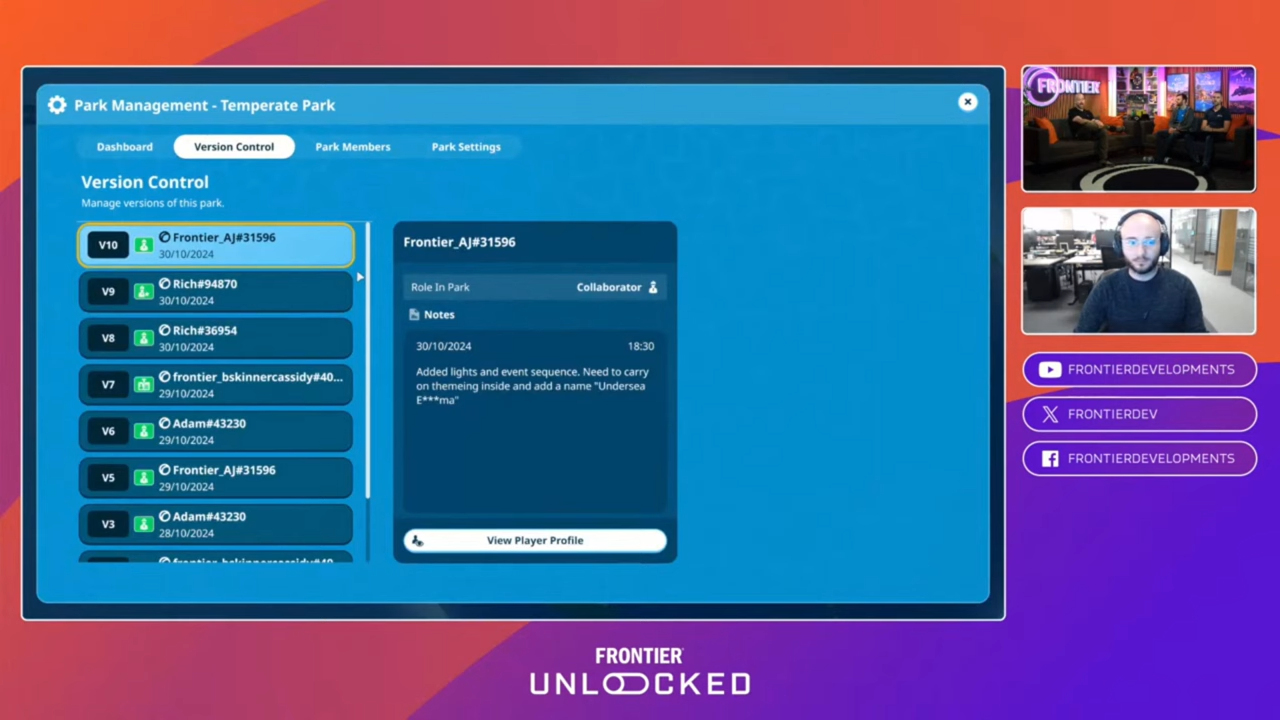 Park Management - Temperate Park
Dashboard
Version Control
Park Members
Park Settings
Version Control
Manage versions of this park.
V10
Frontier_AJ#31596
30/10/2024
V9
Rich#94870
30/10/2024
V8
Rich#36954
30/10/2024
V7
frontier_bskinnercassidy#40...
29/10/2024
V6
Adam#43230
29/10/2024
V5
Frontier_AJ#31596
29/10/2024
V3
Adam#43230
28/10/2024
Frontier_AJ#31596
Role In Park
Collaborator
Notes
30/10/2024
18:30
Added lights and event sequence. Need to carry
on themeing inside and add a name "Undersea
E***ma"
View Player Profile
FRONTIER
FRONTIERDEVELOPMENTS
FRONTIERDEV
FRONTIERDEVELOPMENTS
FRONTIER
UNLOCKED